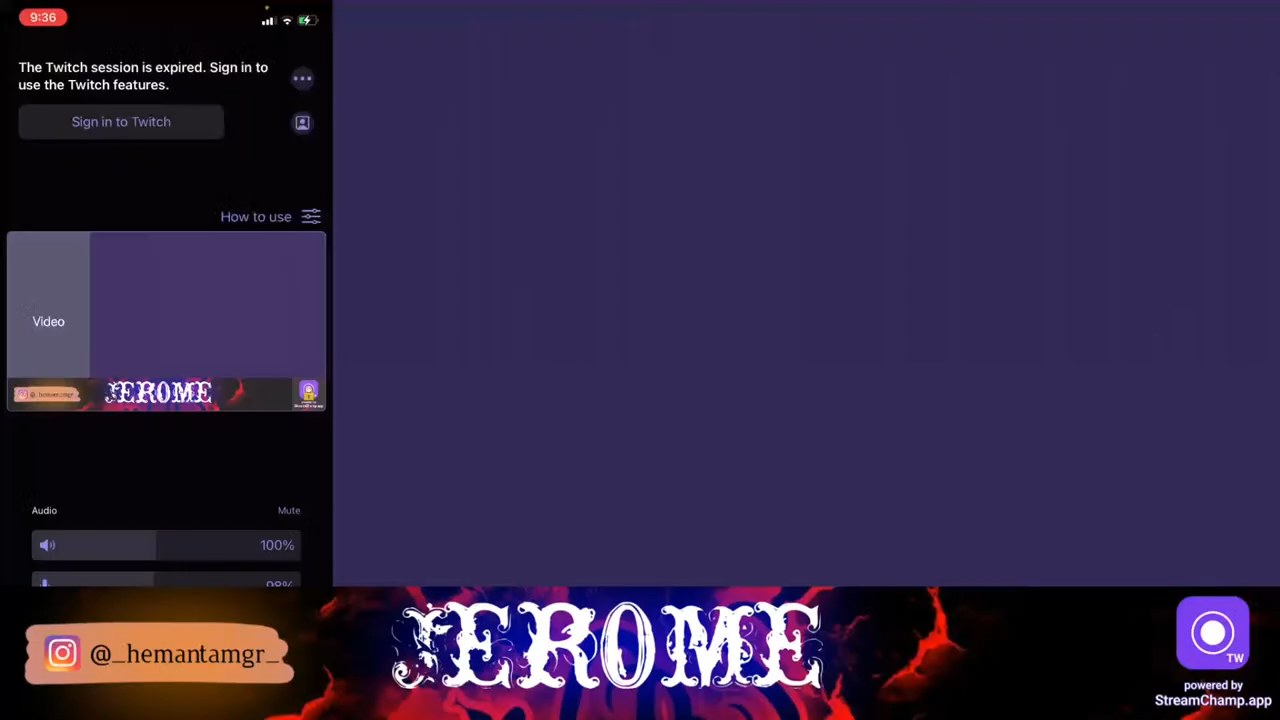 9:36
The Twitch session is expired. Sign in to
use the Twitch features.
Sign in to Twitch
How to use
Video
JEROME
Audio
Mute
100%
98%
@_hemantamgr_
JEROME
TW
powered by
StreamChamp.app